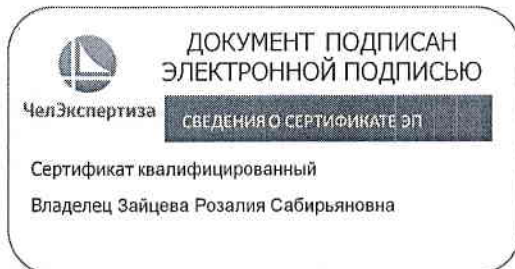 ДОКУМЕНТ ПОДПИСАН
ЭЛЕКТРОННОЙ ПОДПИСЬЮ
ЧелЭкспертиза
СВЕДЕНИЯ О СЕРТИФИКАТЕ ЭП
Сертификат квалифицированный
Владелец Зайцева Розалия Сабирьяновна